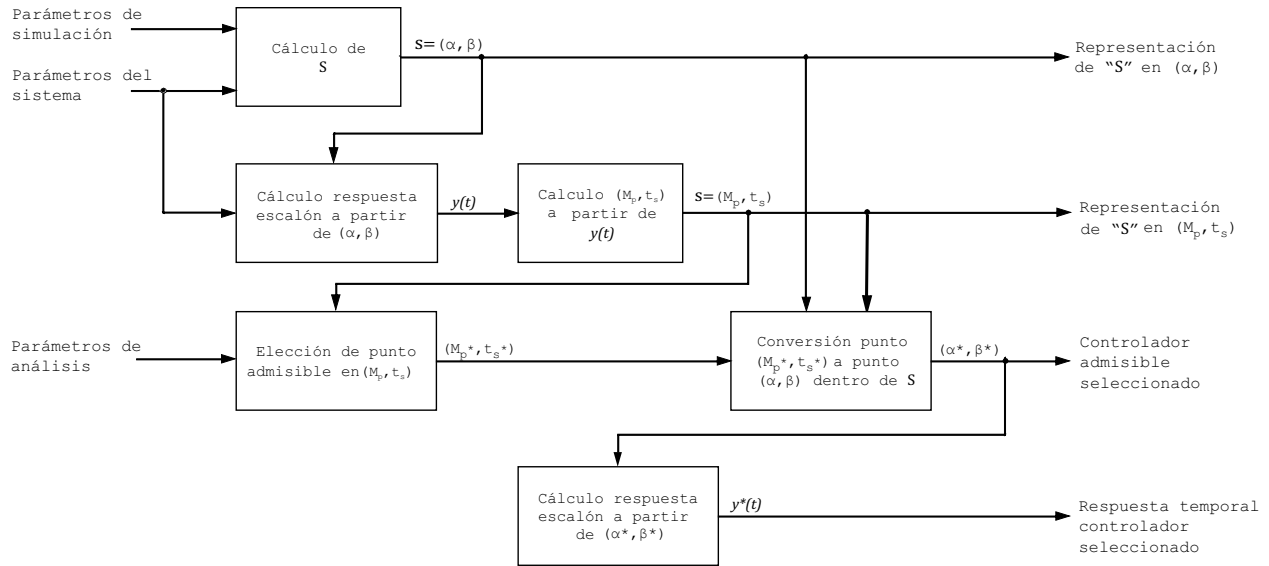 Parámetros de
simulación
Parámetros del
sistema
Cálculo de
S
S=(α,β)
Representación
de “S” en (α,β)
Cálculo respuesta
escalón a partir
de (α,β)
y(t)
Calculo (Mp,ts)
a partir de
y(t)
S=(Mp,ts)
Representación
de “S” en (Mp,ts)
Parámetros de
análisis
Elección de punto
admisible en(Mp,ts)
(Mp*,ts*)
Conversión punto
(Mp*,ts*) a punto
(α,β) dentro de S
(α*,β*)
Controlador
admisible
seleccionado
Cálculo respuesta
escalón a partir
de (α*,β*)
y*(t)
Respuesta temporal
controlador
seleccionado